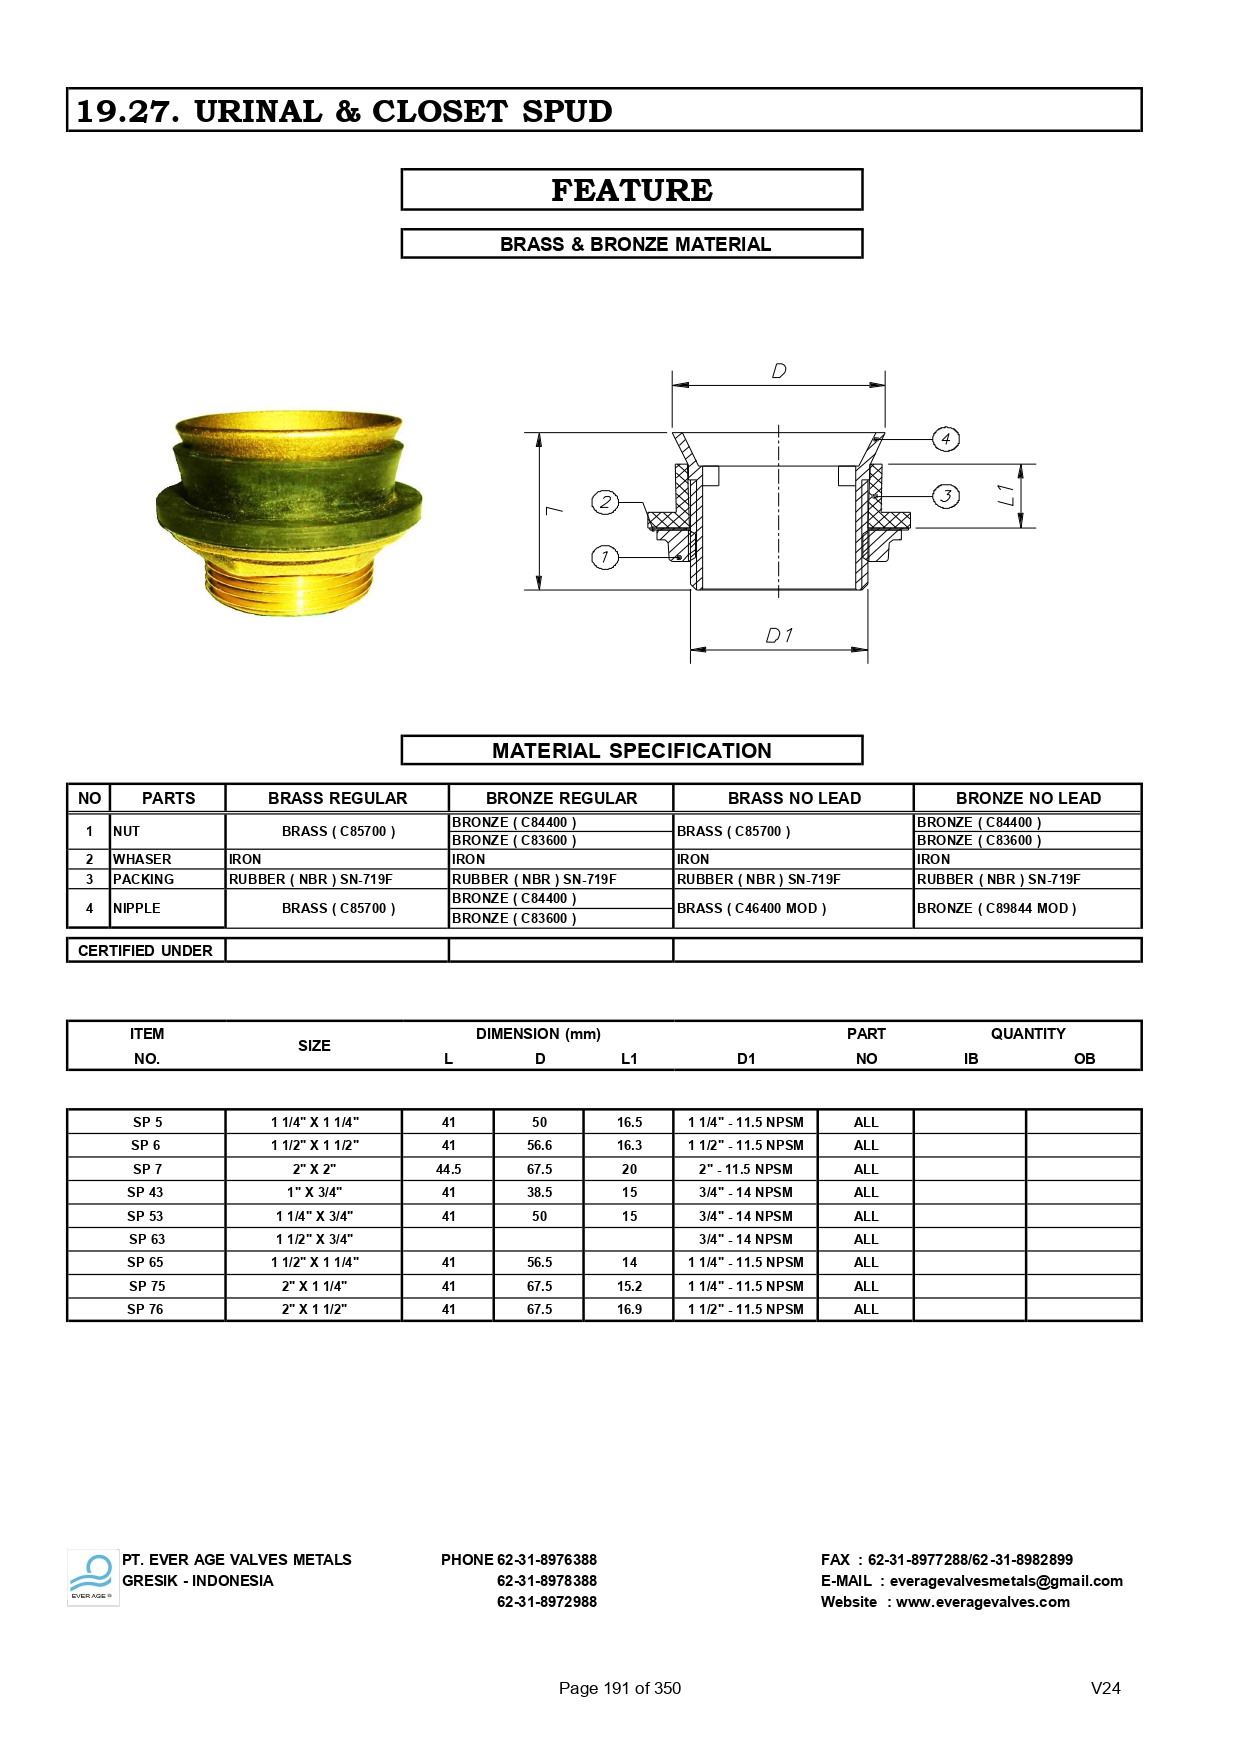 19.27. URINAL & CLOSET SPUD
FEATURE
BRASS & BRONZE MATERIAL
D
4
L
2
3
L1
1
D1
MATERIAL SPECIFICATION
NO PARTS BRASS REGULAR BRONZE REGULAR BRASS NO LEAD BRONZE NO LEAD
1 NUT BRASS ( C85700 ) BRONZE ( C84400 ) BRASS ( C85700 ) BRONZE ( C84400 )
BRONZE ( C83600 ) BRONZE ( C83600 )
2 WHASER IRON IRON IRON IRON
3 PACKING RUBBER ( NBR ) SN-719F RUBBER ( NBR ) SN-719F RUBBER ( NBR ) SN-719F RUBBER ( NBR ) SN-719F
4 NIPPLE BRASS ( C85700 ) BRONZE ( C84400 ) BRASS ( C46400 MOD ) BRONZE ( C89844 MOD )
BRONZE ( C83600 )
CERTIFIED UNDER
ITEM SIZE DIMENSION (mm) PART QUANTITY
NO. L D L1 D1 NO IB OB
SP 5 1 1/4" X 1 1/4" 41 50 16.5 1 1/4" - 11.5 NPSM ALL
SP 6 1 1/2" X 1 1/2" 41 56.6 16.3 1 1/2" - 11.5 NPSM ALL
SP 7 2" X 2" 44.5 67.5 20 2" - 11.5 NPSM ALL
SP 43 1" X 3/4" 41 38.5 15 3/4" - 14 NPSM ALL
SP 53 1 1/4" X 3/4" 41 50 15 3/4" - 14 NPSM ALL
SP 63 1 1/2" X 3/4" 3/4" - 14 NPSM ALL
SP 65 1 1/2" X 1 1/4" 41 56.5 14 1 1/4" - 11.5 NPSM ALL
SP 75 2" X 1 1/4" 41 67.5 15.2 1 1/4" - 11.5 NPSM ALL
SP 76 2" X 1 1/2" 41 67.5 16.9 1 1/2" - 11.5 NPSM ALL
EVER AGE ®
PT. EVER AGE VALVES METALS PHONE 62-31-8976388 FAX : 62-31-8977288/62-31-8982899
GRESIK - INDONESIA 62-31-8978388 E-MAIL : everagevalvesmetals@gmail.com
62-31-8972988 Website : www.everagevalves.com
Page 191 of 350 V24